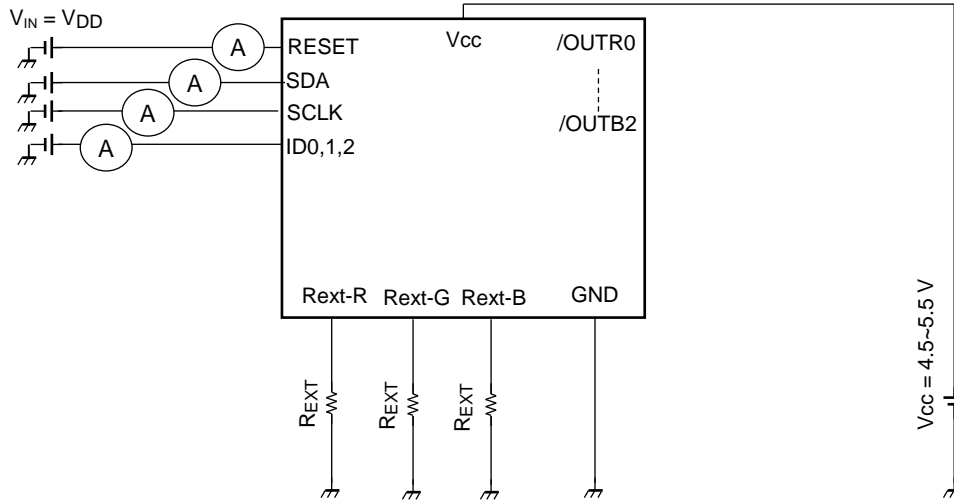 VIN = VDD
A RESET
A SDA
A SCLK
A ID0,1,2
Vcc
/OUTR0
/OUTB2
Rext-R Rext-G Rext-B GND
REXT REXT REXT
Vcc = 4.5~5.5 V